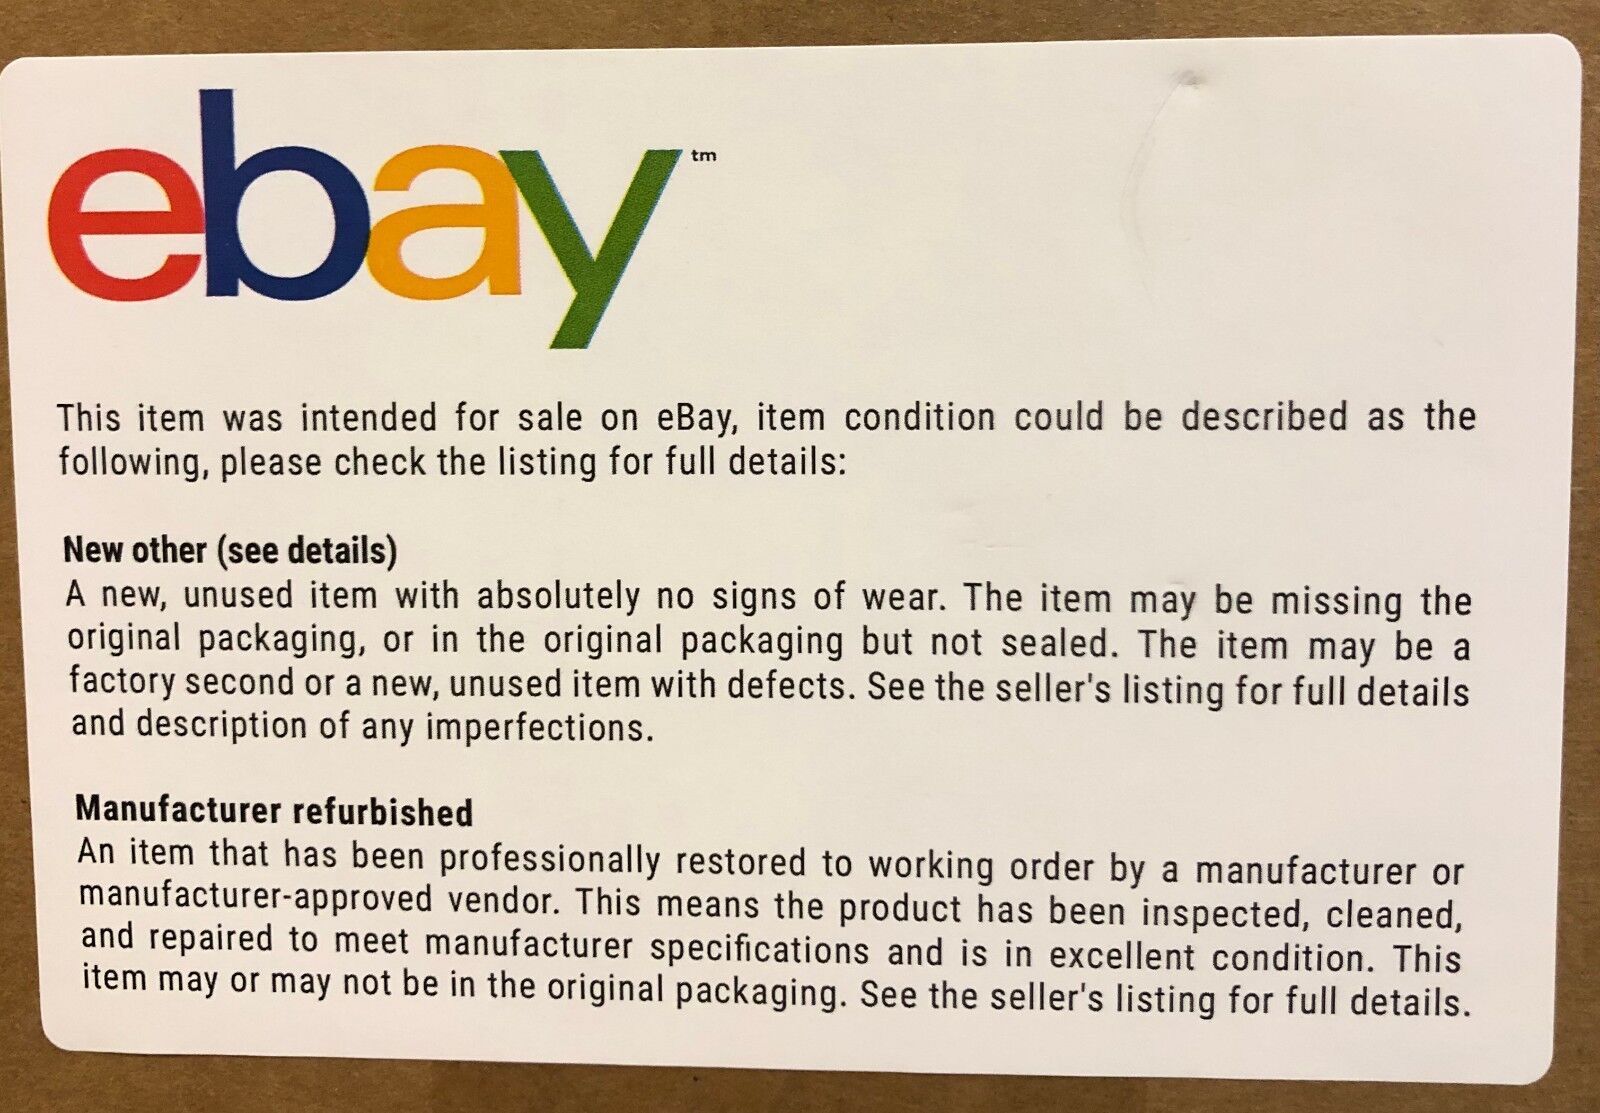 ebay™
This item was intended for sale on eBay, item condition could be described as the
following, please check the listing for full details:
New other (see details)
A new, unused item with absolutely no signs of wear. The item may be missing the
original packaging, or in the original packaging but not sealed. The item may be a
factory second or a new, unused item with defects. See the seller's listing for full details
and description of any imperfections.
Manufacturer refurbished
An item that has been professionally restored to working order by a manufacturer or
manufacturer-approved vendor. This means the product has been inspected, cleaned,
and repaired to meet manufacturer specifications and is in excellent condition. This
item may or may not be in the original packaging. See the seller's listing for full details.